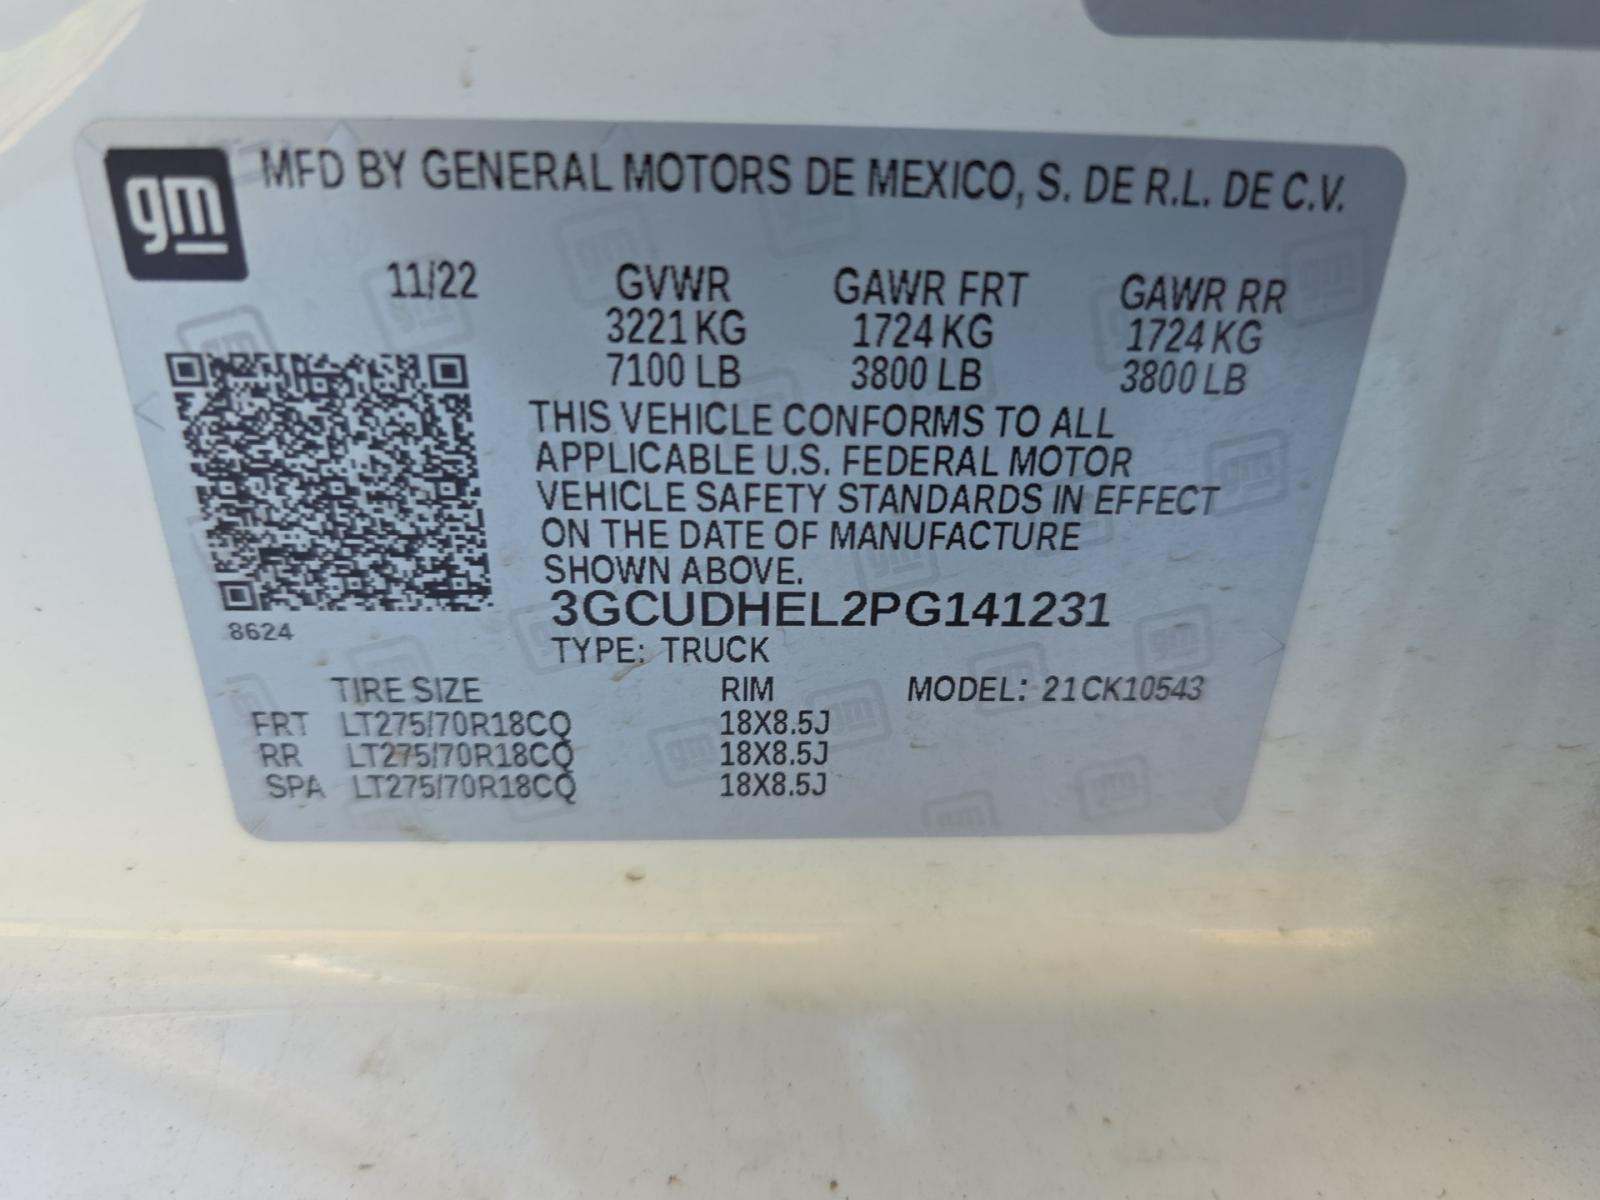 gm MFD BY GENERAL MOTORS DE MEXICO, S. DE R.L. DE C.V.
11/22 GVWR GAWR FRT GAWR RR
3221 KG 1724 KG 1724 KG
7100 LB 3800 LB 3800 LB
THIS VEHICLE CONFORMS TO ALL
APPLICABLE U.S. FEDERAL MOTOR
VEHICLE SAFETY STANDARDS IN EFFECT
ON THE DATE OF MANUFACTURE
SHOWN ABOVE.
3GCUDHEL2PG141231
8624
TYPE: TRUCK
TIRE SIZE RIM MODEL: 21CK10543
FRT LT275/70R18CQ 18X8.5J
RR LT275/70R18CQ 18X8.5J
SPA LT275/70R18CQ 18X8.5J